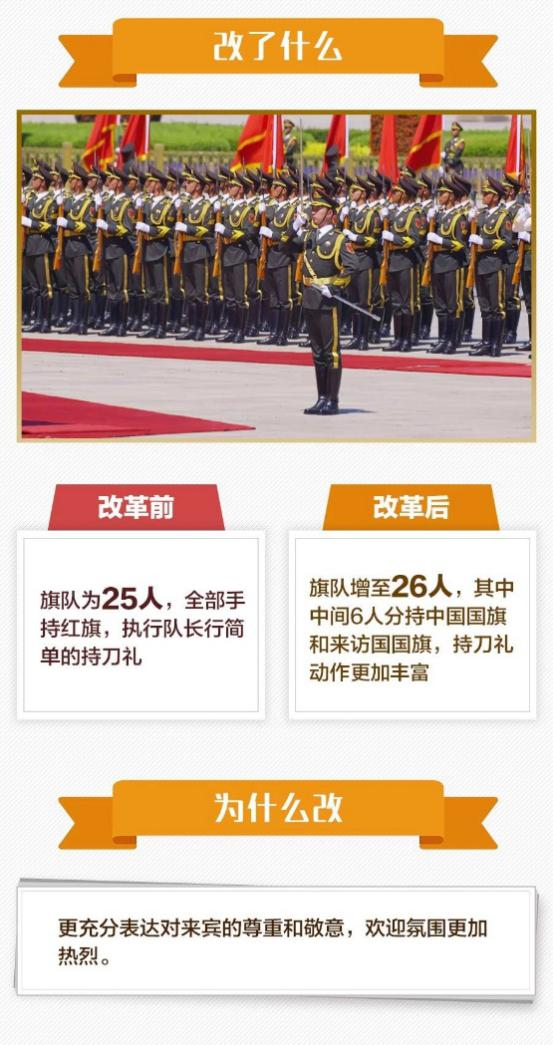 改了什么
改革前
旗队为25人，全部手
持红旗，执行队长行简
单的持刀礼
改革后
旗队增至26人，其中
中间6人分持中国国旗
和来访国国旗，持刀礼
动作更加丰富
为什么改
更充分表达对来宾的尊重和敬意，欢迎氛围更加
热烈。